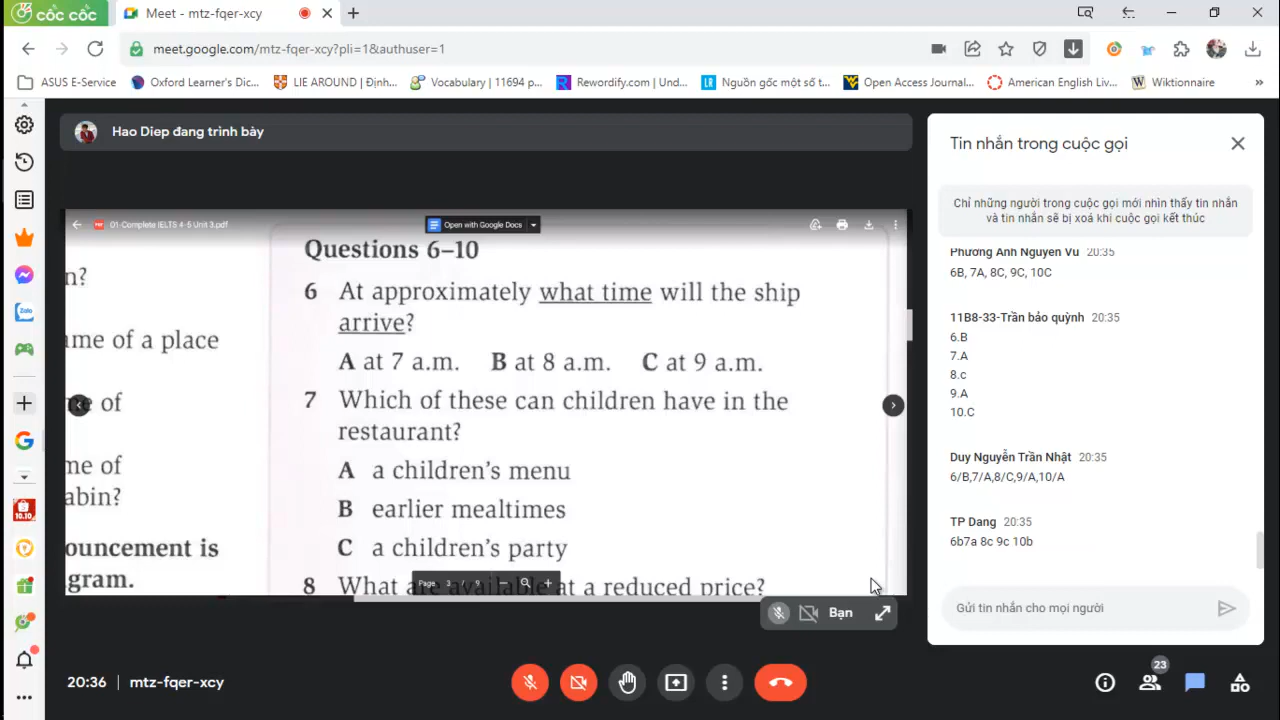 cốc cốc
Meet - mtz-fqer-xcy
meet.google.com/mtz-fqer-xcy?pli=1&authuser=1
ASUS E-Service
Oxford Learner's Dic...
LIE AROUND | Định...
Vocabulary | 11694 p...
Rewordify.com | Und...
Nguồn gốc một số t...
Open Access Journal...
American English Liv...
Wiktionnaire
»
Hao Diep đang trình bày
01-Complete IELTS 4-5 Unit 3.pdf
Open with Google Docs
n?
ame of a place
me of
me of
abin?
ouncement is
gram.
Questions 6–10
6 At approximately what time will the ship
arrive?
A at 7 a.m. B at 8 a.m. C at 9 a.m.
7 Which of these can children have in the
restaurant?
A a children's menu
B earlier mealtimes
C a children's party
8 What are available at a reduced price?
Page 3 / 9
Bạn
Tin nhắn trong cuộc gọi
Chỉ những người trong cuộc gọi mới nhìn thấy tin nhắn
và tin nhắn sẽ bị xoá khi cuộc gọi kết thúc
Phương Anh Nguyen Vu 20:35
6B, 7A, 8C, 9C, 10C
11B8-33-Trần bảo quỳnh 20:35
6.B
7.A
8.c
9.A
10.C
Duy Nguyễn Trần Nhật 20:35
6/B,7/A,8/C,9/A,10/A
TP Dang 20:35
6b7a 8c 9c 10b
Gửi tin nhắn cho mọi người
Zalo
10.10
20:36 | mtz-fqer-xcy
23